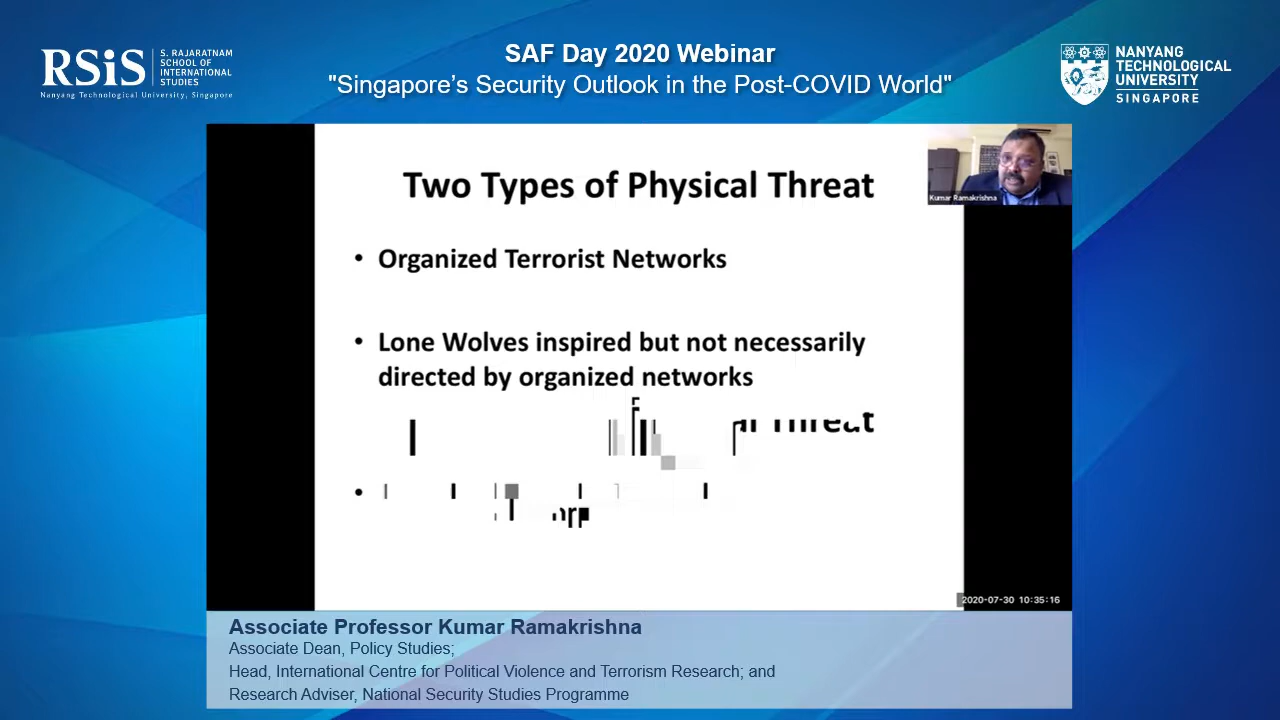 RSiS
S. RAJARATNAM
SCHOOL OF
INTERNATIONAL
STUDIES
Nanyang Technological University, Singapore
SAF Day 2020 Webinar
"Singapore's Security Outlook in the Post-COVID World"
NANYANG
TECHNOLOGICAL
UNIVERSITY
SINGAPORE
Two Types of Physical Threat
Kumar Ramakrishna
• Organized Terrorist Networks
• Lone Wolves inspired but not necessarily
directed by organized networks
Threat
•
2020-07-30 10:35:16
Associate Professor Kumar Ramakrishna
Associate Dean, Policy Studies;
Head, International Centre for Political Violence and Terrorism Research; and
Research Adviser, National Security Studies Programme